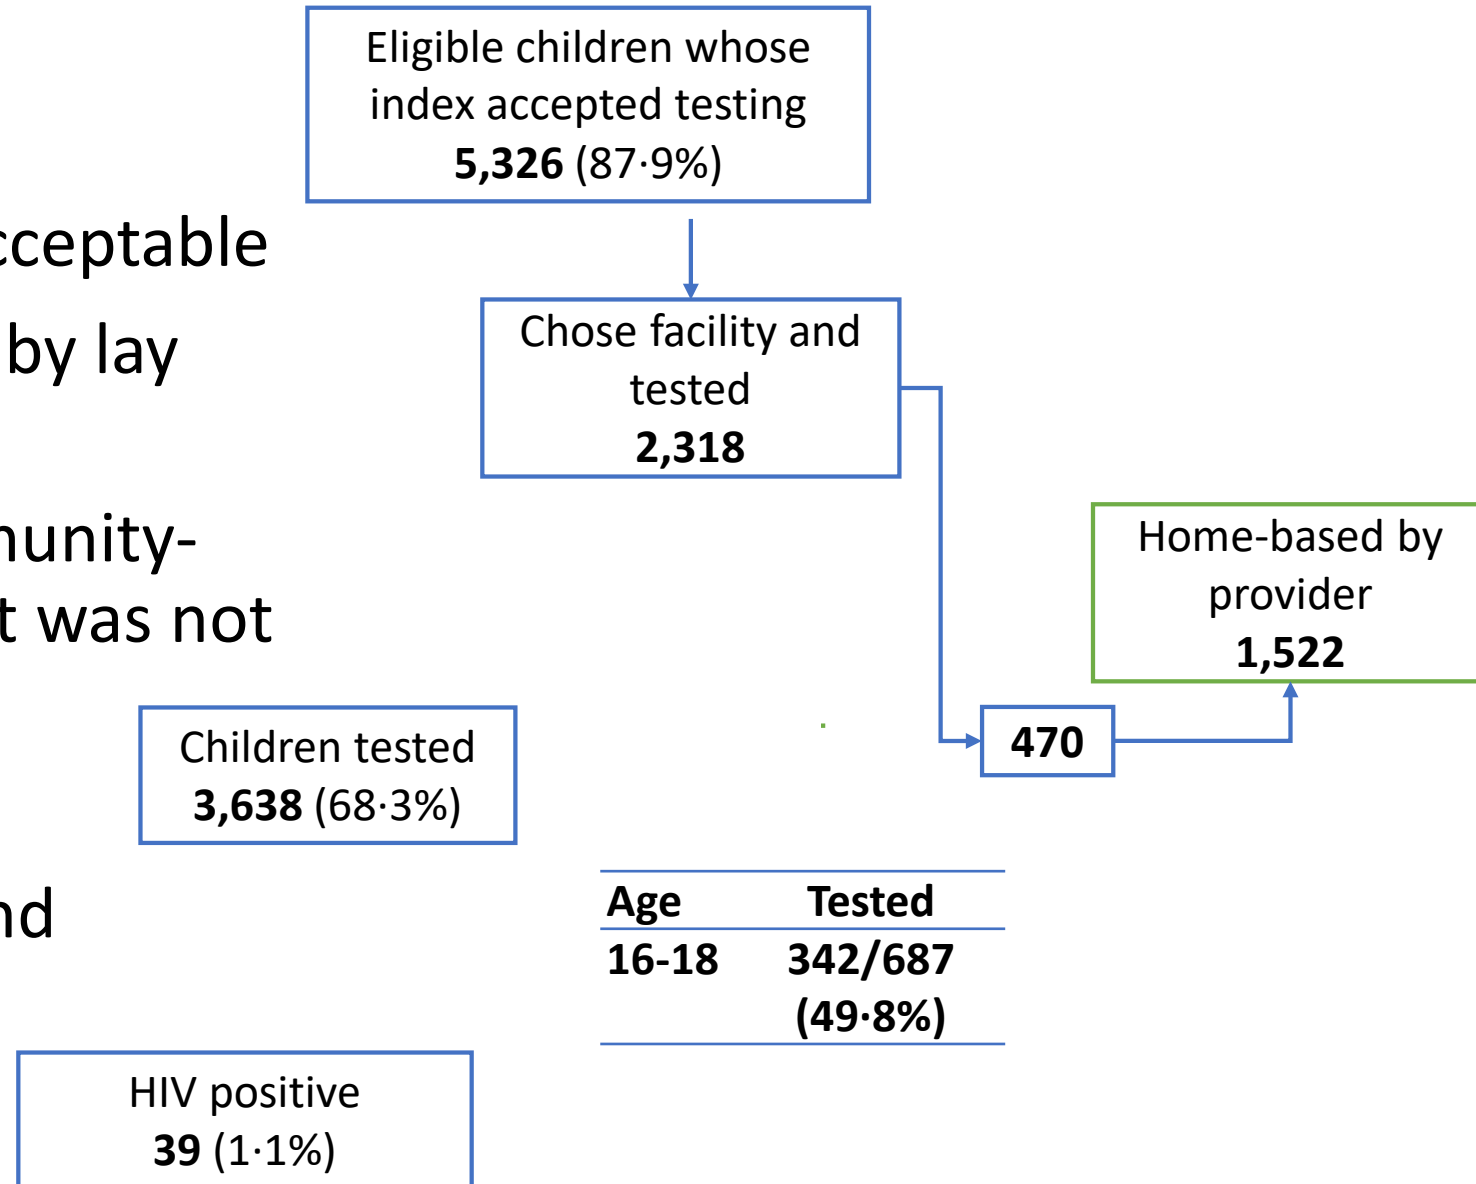 Eligible children whose
index accepted testing
5,326 (87·9%)
cceptable
Chose facility and
tested
2,318
by lay
munity-
t was not
Home-based by
provider
1,522
470
Children tested
3,638 (68·3%)
nd
Age Tested
16-18 342/687
(49·8%)
HIV positive
39 (1·1%)